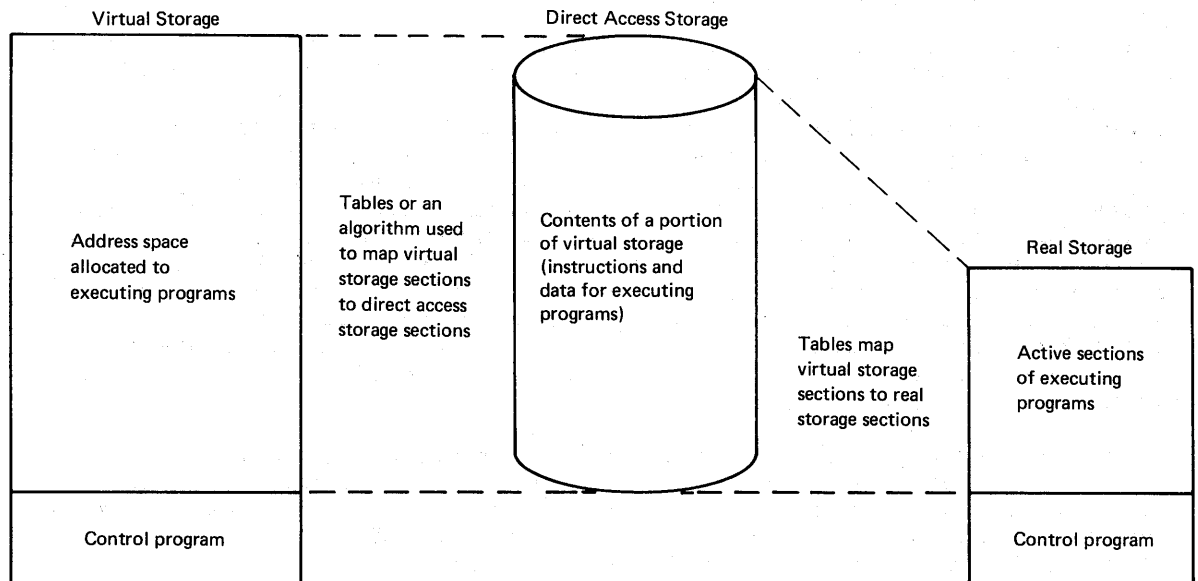 Virtual Storage
Direct Access Storage
Address space
allocated to
executing programs
Tables or an
algorithm used
to map virtual
storage sections
to direct access
storage sections
Contents of a portion
of virtual storage
(instructions and
data for executing
programs)
Tables map
virtual storage
sections to real
storage sections
Real Storage
Active sections
of executing
programs
Control program
Control program